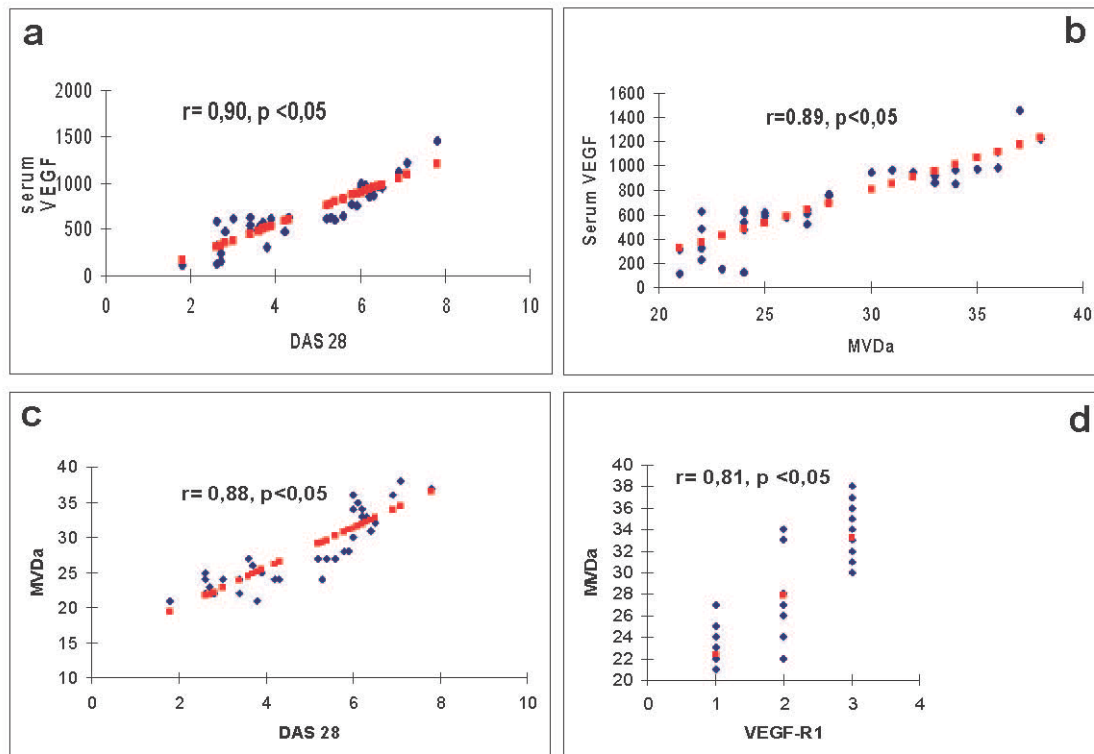 a
serum
VEGF
2000
1500
1000
500
0
r= 0,90, p <0,05
0 2 4 6 8 10
DAS 28
b
Serum VEGF
1600
1400
1200
1000
800
600
400
200
0
r=0.89, p<0,05
20 25 30 35 40
MVDa
c
MVDa
40
35
30
25
20
15
10
r= 0,88, p<0,05
0 2 4 6 8 10
DAS 28
d
MVDa
40
38
36
34
32
30
28
26
24
22
20
r= 0,81, p <0,05
0 1 2 3 4
VEGF-R1